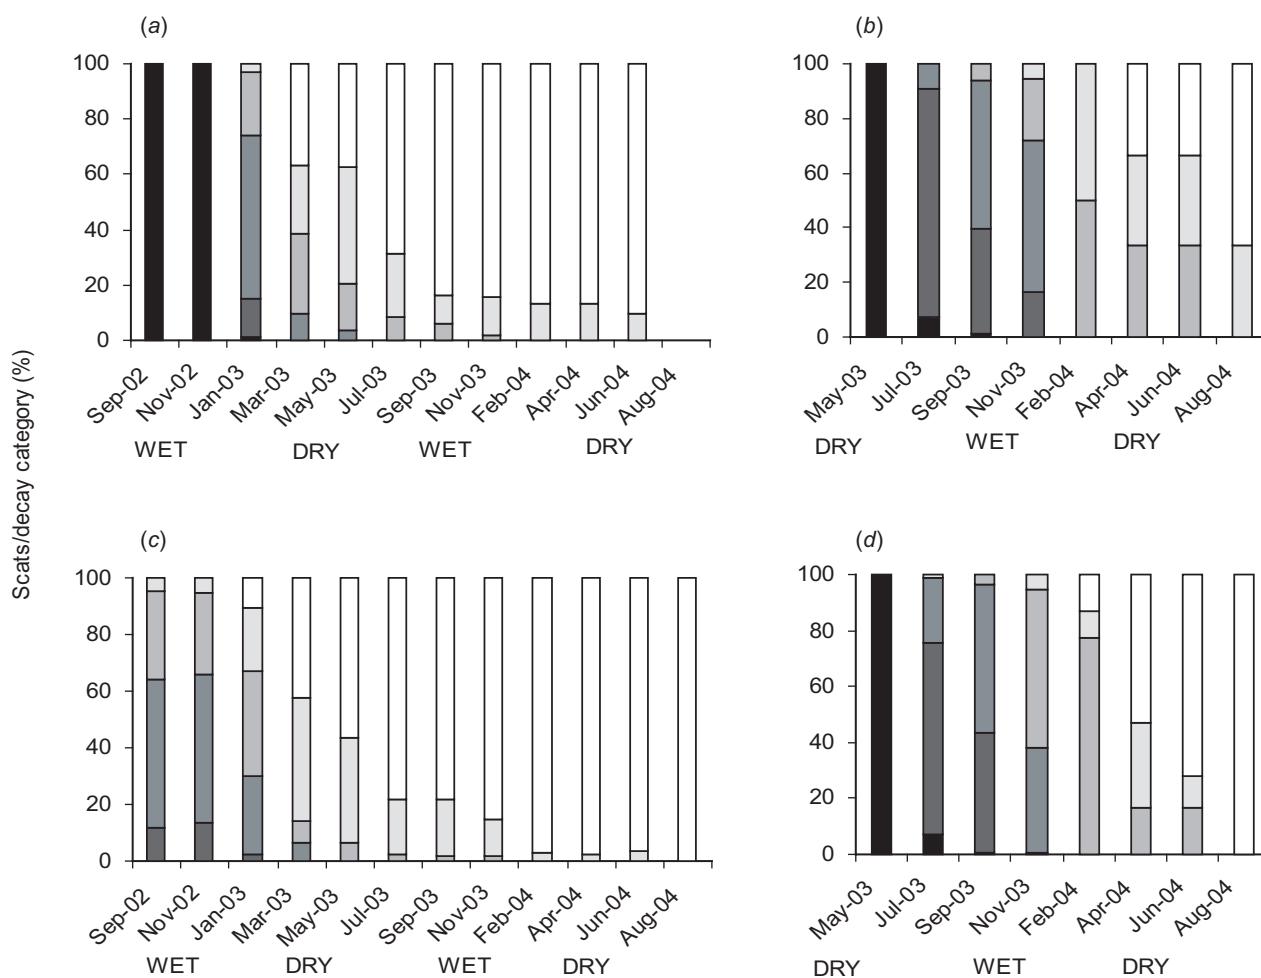 (a)
100
80
60
40
20
0
Sep-02 Nov-02 Jan-03 Mar-03 May-03 Jul-03 Sep-03 Nov-03 Feb-04 Apr-04 Jun-04 Aug-04
WET DRY WET DRY
(b)
100
80
60
40
20
0
May-03 Jul-03 Sep-03 Nov-03 Feb-04 Apr-04 Jun-04 Aug-04
DRY WET DRY
Scats/decay category (%)
(c)
100
80
60
40
20
0
Sep-02 Nov-02 Jan-03 Mar-03 May-03 Jul-03 Sep-03 Nov-03 Feb-04 Apr-04 Jun-04 Aug-04
WET DRY WET DRY
(d)
100
80
60
40
20
0
May-03 Jul-03 Sep-03 Nov-03 Feb-04 Apr-04 Jun-04 Aug-04
DRY WET DRY